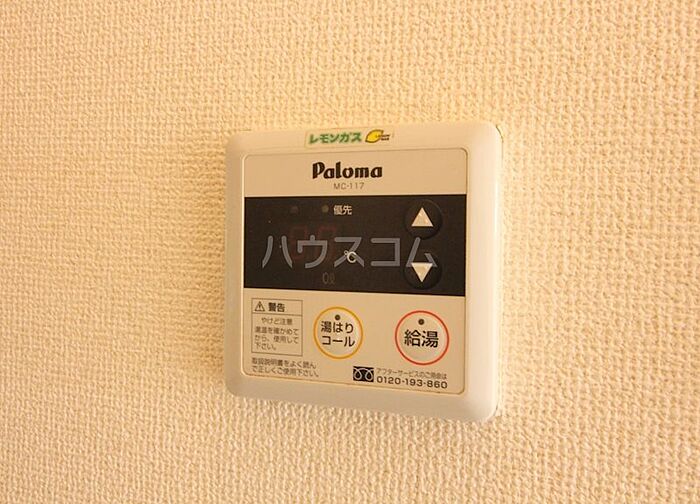 レモンガス
Paloma
MC-117
優先
ハウスコム
℃
警告
やけど注意
湯温を確かめて
から、使用して
下さい。
取扱説明書をよく読ん
で正しくご使用下さい。
湯はり
コール
給湯
アフターサービスのご用命は
0120-193-860